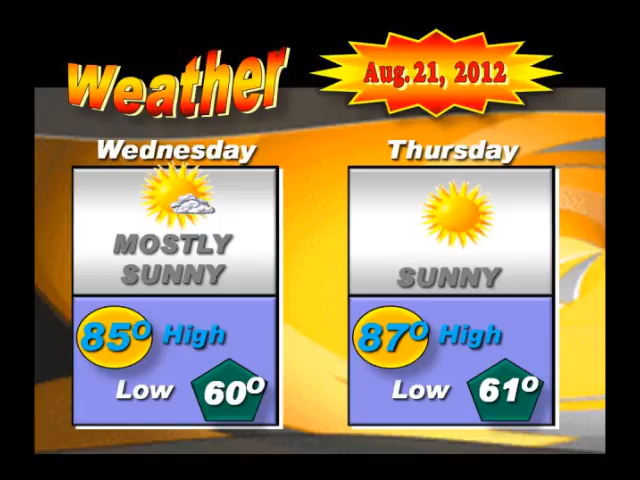 Weather
Aug. 21, 2012
Wednesday
MOSTLY
SUNNY
85° High
Low 60°
Thursday
SUNNY
87° High
Low 61°